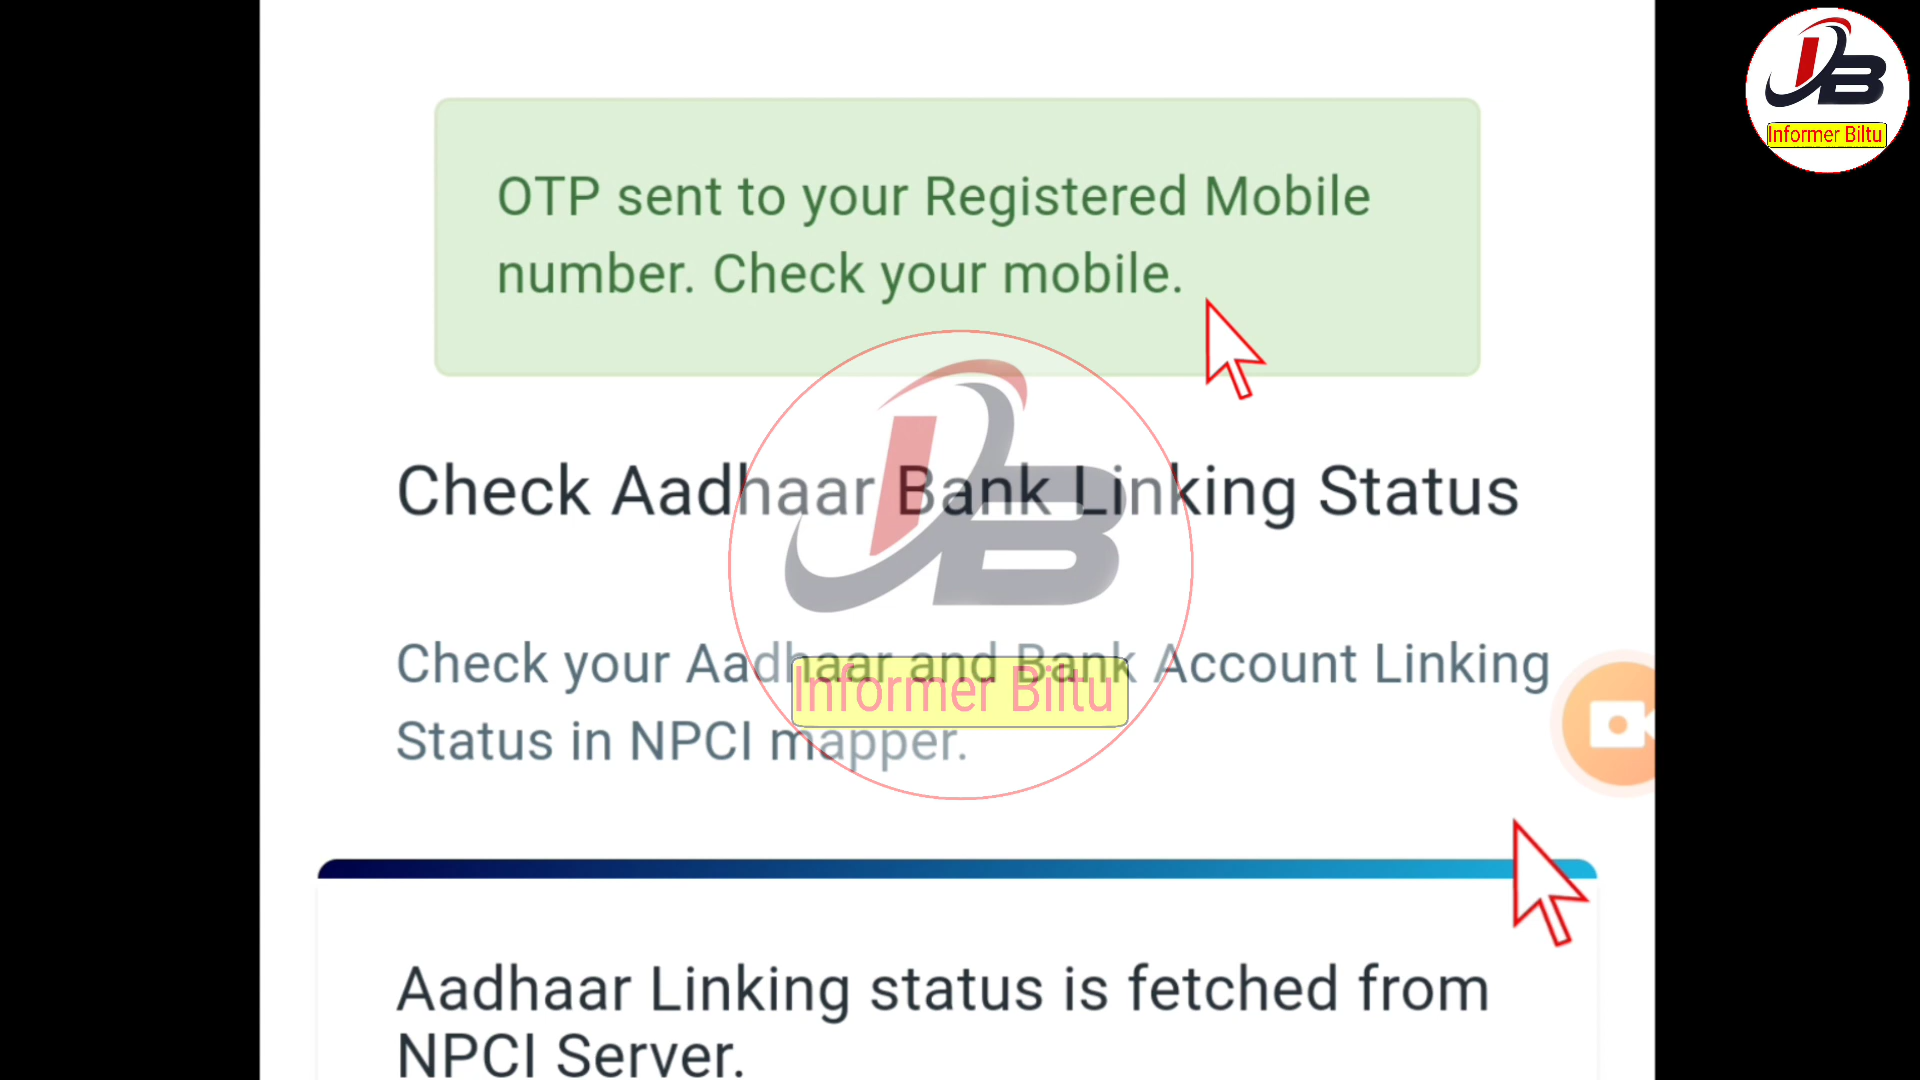 Informer Biltu
OTP sent to your Registered Mobile
number. Check your mobile.
Check Aadhaar Bank Linking Status
Check your Aadhaar and Bank Account Linking
Informer Biltu
Status in NPCI mapper.
Aadhaar Linking status is fetched from
NPCI Server.